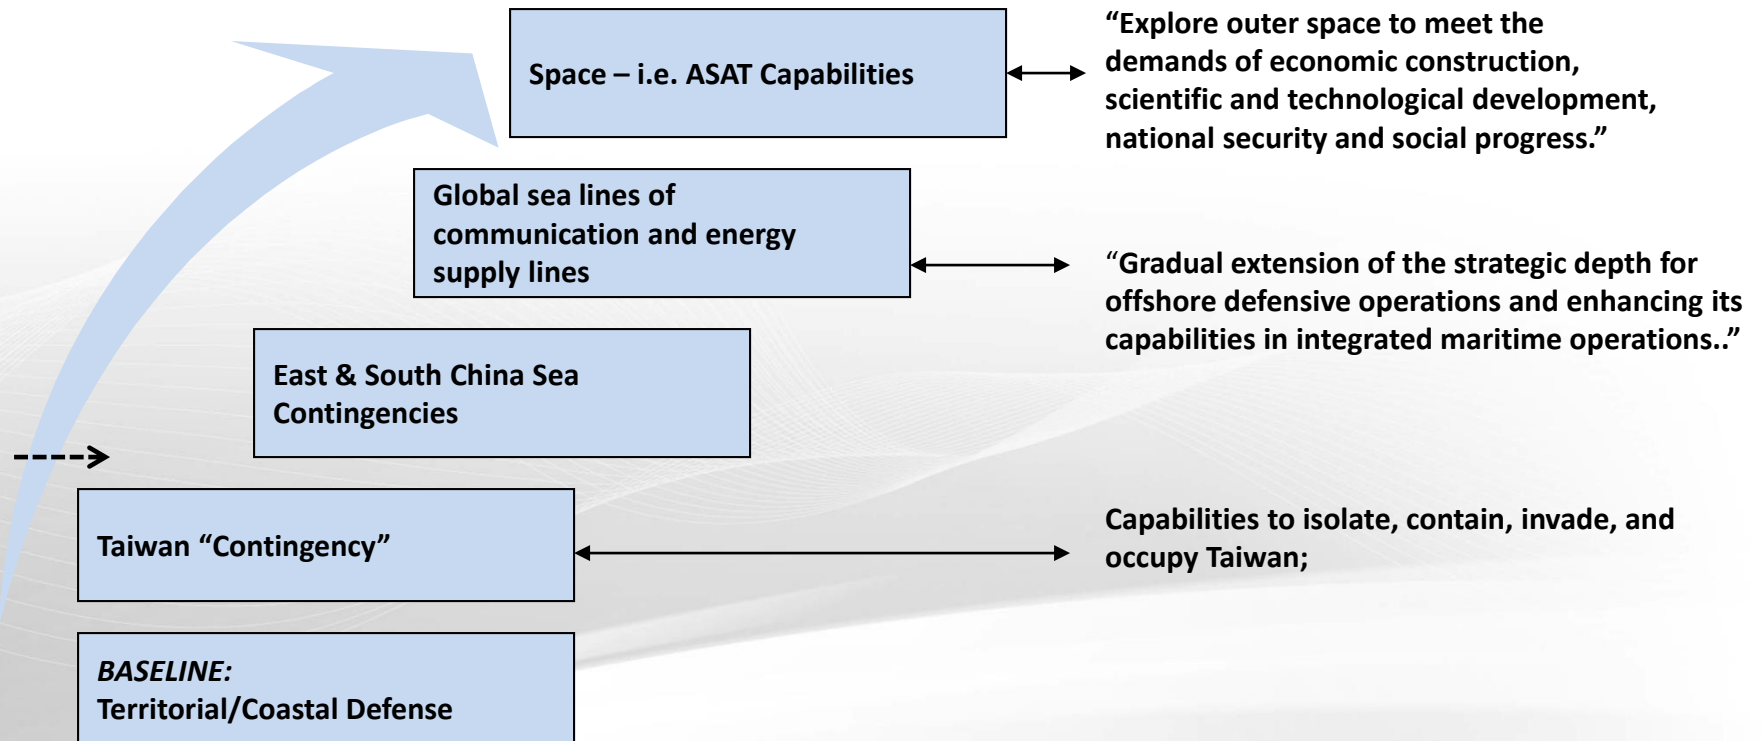 Space – i.e. ASAT Capabilities
“Explore outer space to meet the
demands of economic construction,
scientific and technological development,
national security and social progress.”
Global sea lines of
communication and energy
supply lines
“Gradual extension of the strategic depth for
offshore defensive operations and enhancing its
capabilities in integrated maritime operations..”
East & South China Sea
Contingencies
Taiwan “Contingency”
Capabilities to isolate, contain, invade, and
occupy Taiwan;
BASELINE:
Territorial/Coastal Defense